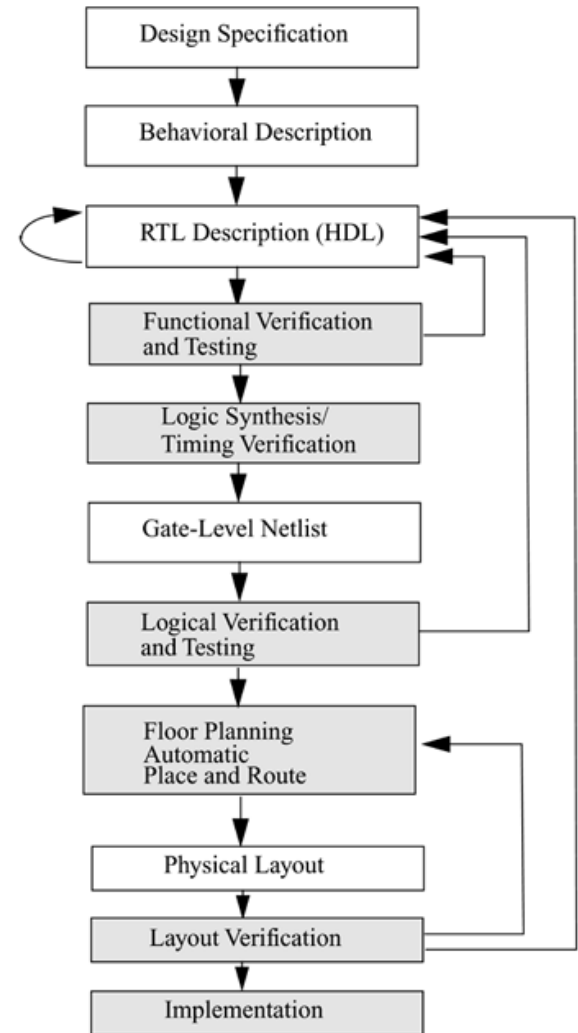 Design Specification
Behavioral Description
RTL Description (HDL)
Functional Verification
and Testing
Logic Synthesis/
Timing Verification
Gate-Level Netlist
Logical Verification
and Testing
Floor Planning
Automatic
Place and Route
Physical Layout
Layout Verification
Implementation